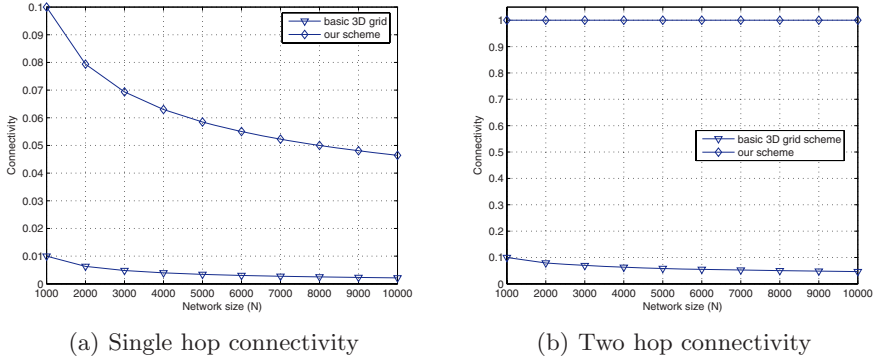 0.1
0.09
0.08
0.07
0.06
0.05
0.04
0.03
0.02
0.01
0
Connectivity
basic 3D grid
our scheme
1000 2000 3000 4000 5000 6000 7000 8000 9000 10000
Network size (N)
(a) Single hop connectivity
1
0.9
0.8
0.7
0.6
0.5
0.4
0.3
0.2
0.1
0
Connectivity
basic 3D grid scheme
our scheme
1000 2000 3000 4000 5000 6000 7000 8000 9000 10000
Network size (N)
(b) Two hop connectivity